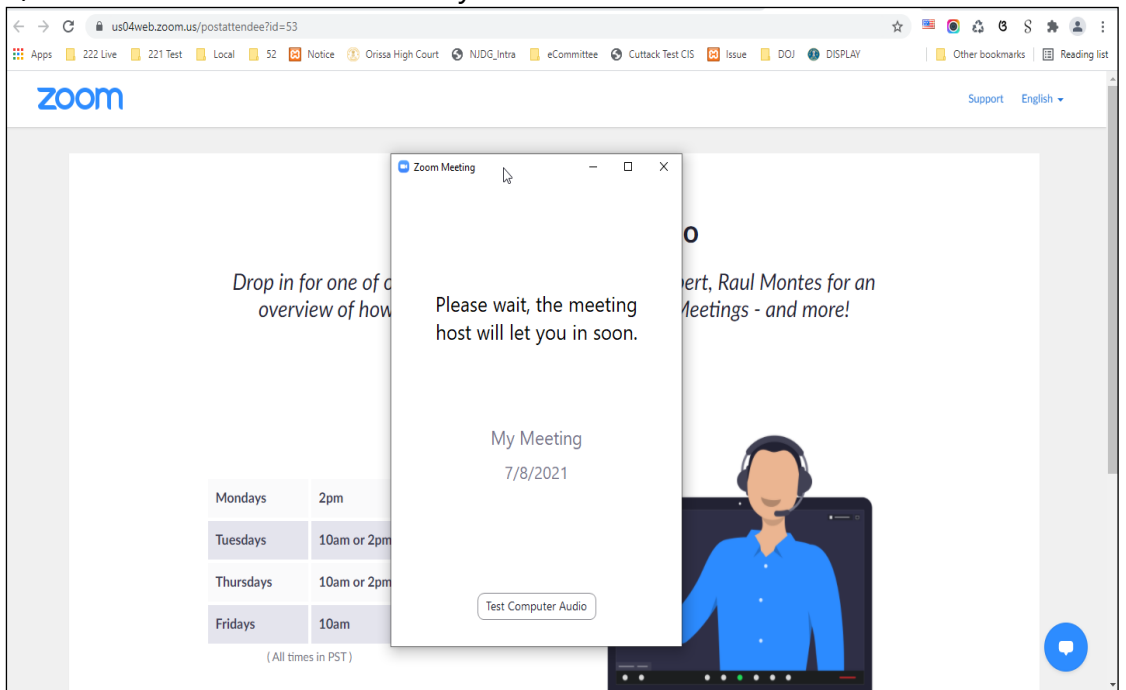 us04web.zoom.us/postattendee?id=53
Apps 222 Live 221 Test Local 52 Notice Orissa High Court NJDG_Intra eCommittee Cuttack Test CIS Issue DOJ DISPLAY Other bookmarks Reading list
zoom
Support English
Zoom Meeting
Drop in for one of
Raul Montes for an
overview of how
Meetings - and more!
Please wait, the meeting
host will let you in soon.
My Meeting
7/8/2021
Mondays 2pm
Tuesdays 10am or 2pm
Thursdays 10am or 2pm
Fridays 10am
(All times in PST)
Test Computer Audio